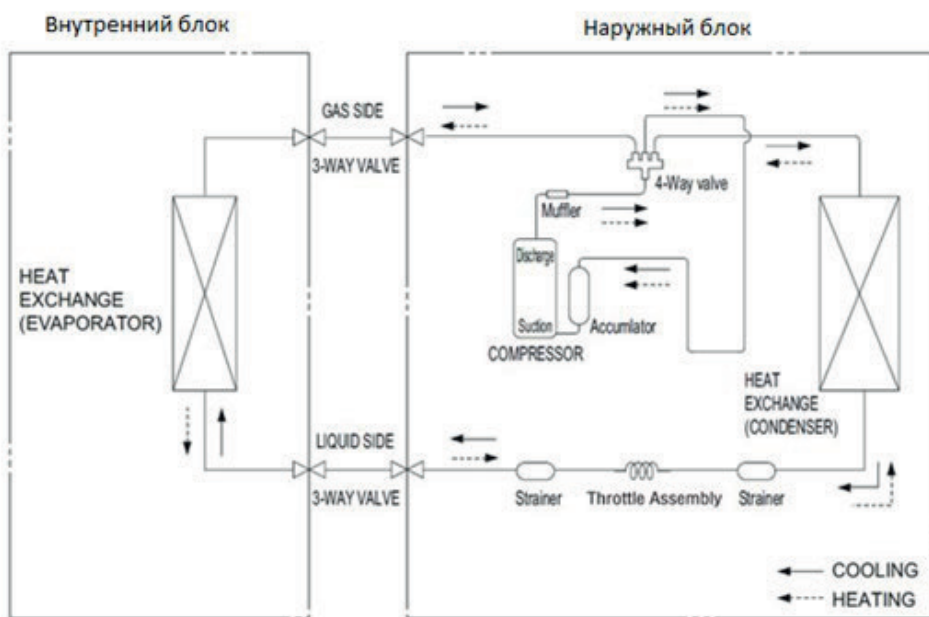 Внутренний блок
Наружный блок
GAS SIDE
3-WAY VALVE
4-Way valve
Muffler
Discharge
Suction
Accumlator
COMPRESSOR
HEAT
EXCHANGE
(EVAPORATOR)
HEAT
EXCHANGE
(CONDENSER)
LIQUID SIDE
3-WAY VALVE
Strainer
Throttle Assembly
Strainer
COOLING
HEATING